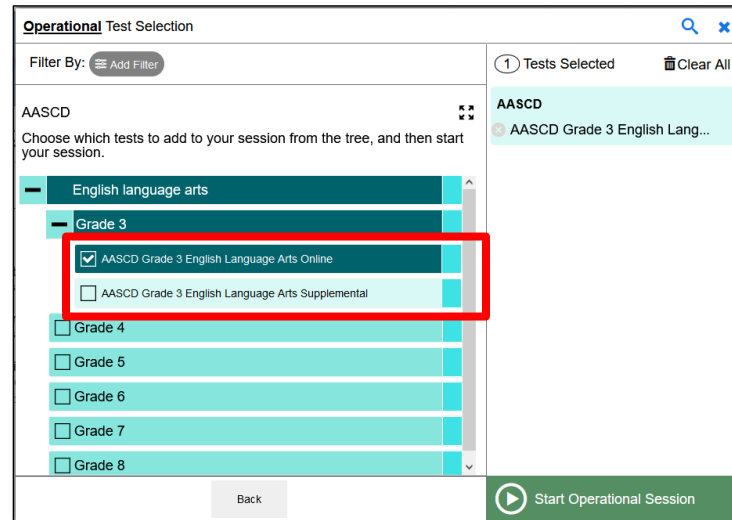 Operational Test Selection
Filter By: Add Filter
AASCD
Choose which tests to add to your session from the tree, and then start
your session.
English language arts
Grade 3
AASCD Grade 3 English Language Arts Online
AASCD Grade 3 English Language Arts Supplemental
Grade 4
Grade 5
Grade 6
Grade 7
Grade 8
Back
1 Tests Selected Clear All
AASCD
AASCD Grade 3 English Lang...
Start Operational Session